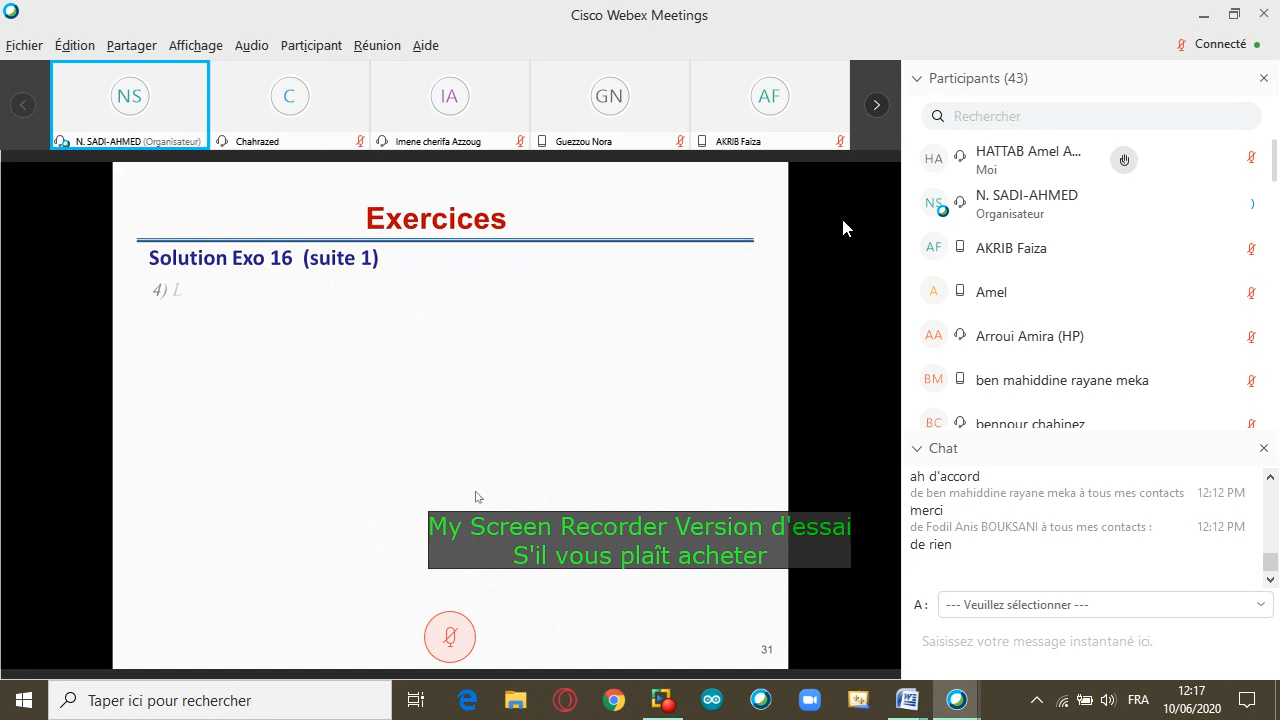 Cisco Webex Meetings
Fichier Édition Partager Affichage Audio Participant Réunion Aide
Connecté
NS
C
IA
GN
AF
N. SADI-AHMED (Organisateur)
Chahrazed
Imene cherifa Azzoug
Guezzou Nora
AKRIB Faiza
Exercices
Solution Exo 16 (suite 1)
4) L
My Screen Recorder Version d'essai
S'il vous plaît acheter
31
Participants (43)
Rechercher
HA HATTAB Amel A...
Moi
NS N. SADI-AHMED
Organisateur
AF AKRIB Faiza
A Amel
AA Arroui Amira (HP)
BM ben mahiddine rayane meka
BC bennour chahinez
Chat
ah d'accord
de ben mahiddine rayane meka à tous mes contacts 12:12 PM
merci
de Fodil Anis BOUKSANI à tous mes contacts : 12:12 PM
de rien
A : --- Veuillez sélectionner ---
Saisissez votre message instantané ici.
Taper ici pour rechercher
FRA
12:17
10/06/2020